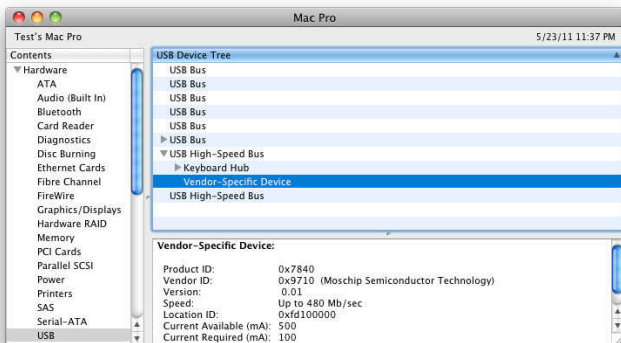 Mac Pro
Test's Mac Pro
5/23/11 11:37 PM
Contents
Hardware
ATA
Audio (Built In)
Bluetooth
Card Reader
Diagnostics
Disc Burning
Ethernet Cards
Fibre Channel
FireWire
Graphics/Displays
Hardware RAID
Memory
PCI Cards
Parallel SCSI
Power
Printers
SAS
Serial-ATA
USB
USB Device Tree
USB Bus
USB Bus
USB Bus
USB Bus
USB Bus
USB Bus
USB High-Speed Bus
Keyboard Hub
Vendor-Specific Device
USB High-Speed Bus
Vendor-Specific Device:
Product ID: 0x7840
Vendor ID: 0x9710 (Moschip Semiconductor Technology)
Version: 0.01
Speed: Up to 480 Mb/sec
Location ID: 0xfd100000
Current Available (mA): 500
Current Required (mA): 100